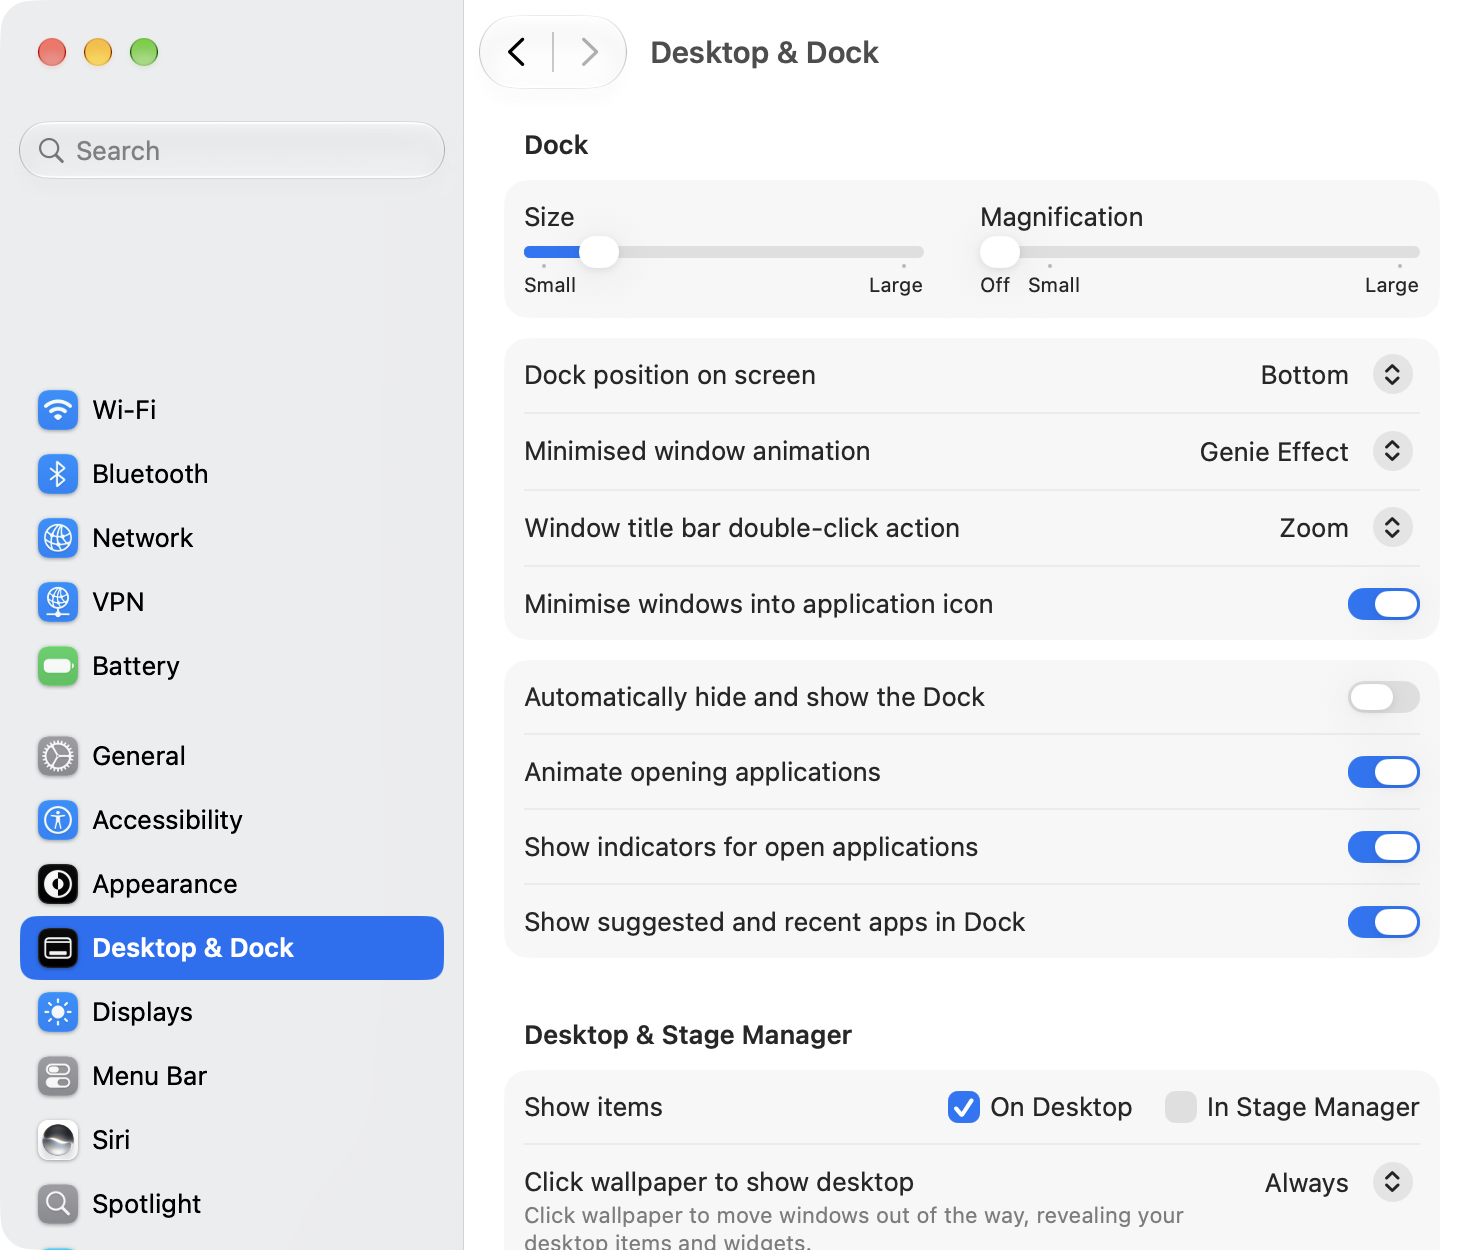 Desktop & Dock
Search
Wi-Fi
Bluetooth
Network
VPN
Battery
General
Accessibility
Appearance
Desktop & Dock
Displays
Menu Bar
Siri
Spotlight
Dock
Size
Small
Large
Magnification
Off
Small
Large
Dock position on screen
Bottom
Minimised window animation
Genie Effect
Window title bar double-click action
Zoom
Minimise windows into application icon
Automatically hide and show the Dock
Animate opening applications
Show indicators for open applications
Show suggested and recent apps in Dock
Desktop & Stage Manager
Show items
On Desktop
In Stage Manager
Click wallpaper to show desktop
Always
Click wallpaper to move windows out of the way, revealing your
desktop items and widgets.